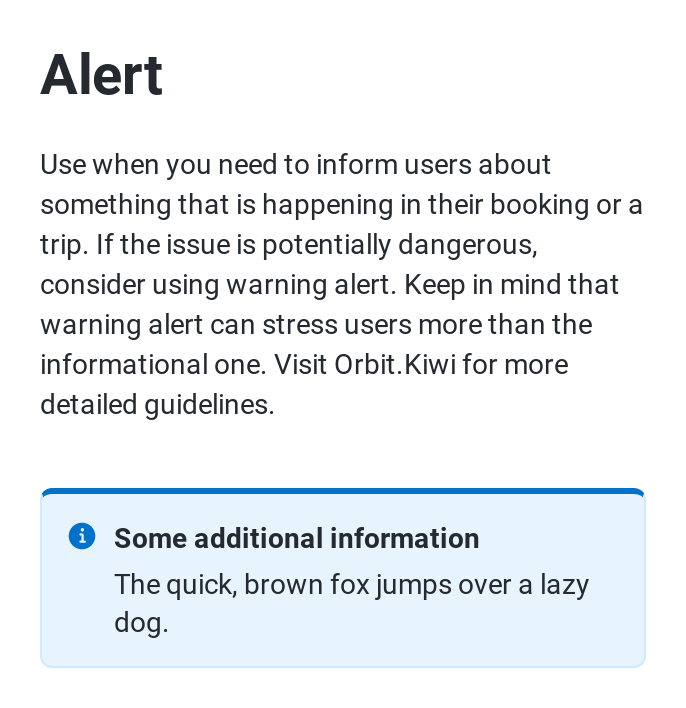 Alert
Use when you need to inform users about
something that is happening in their booking or a
trip. If the issue is potentially dangerous,
consider using warning alert. Keep in mind that
warning alert can stress users more than the
informational one. Visit Orbit.Kiwi for more
detailed guidelines.
Some additional information
The quick, brown fox jumps over a lazy
dog.